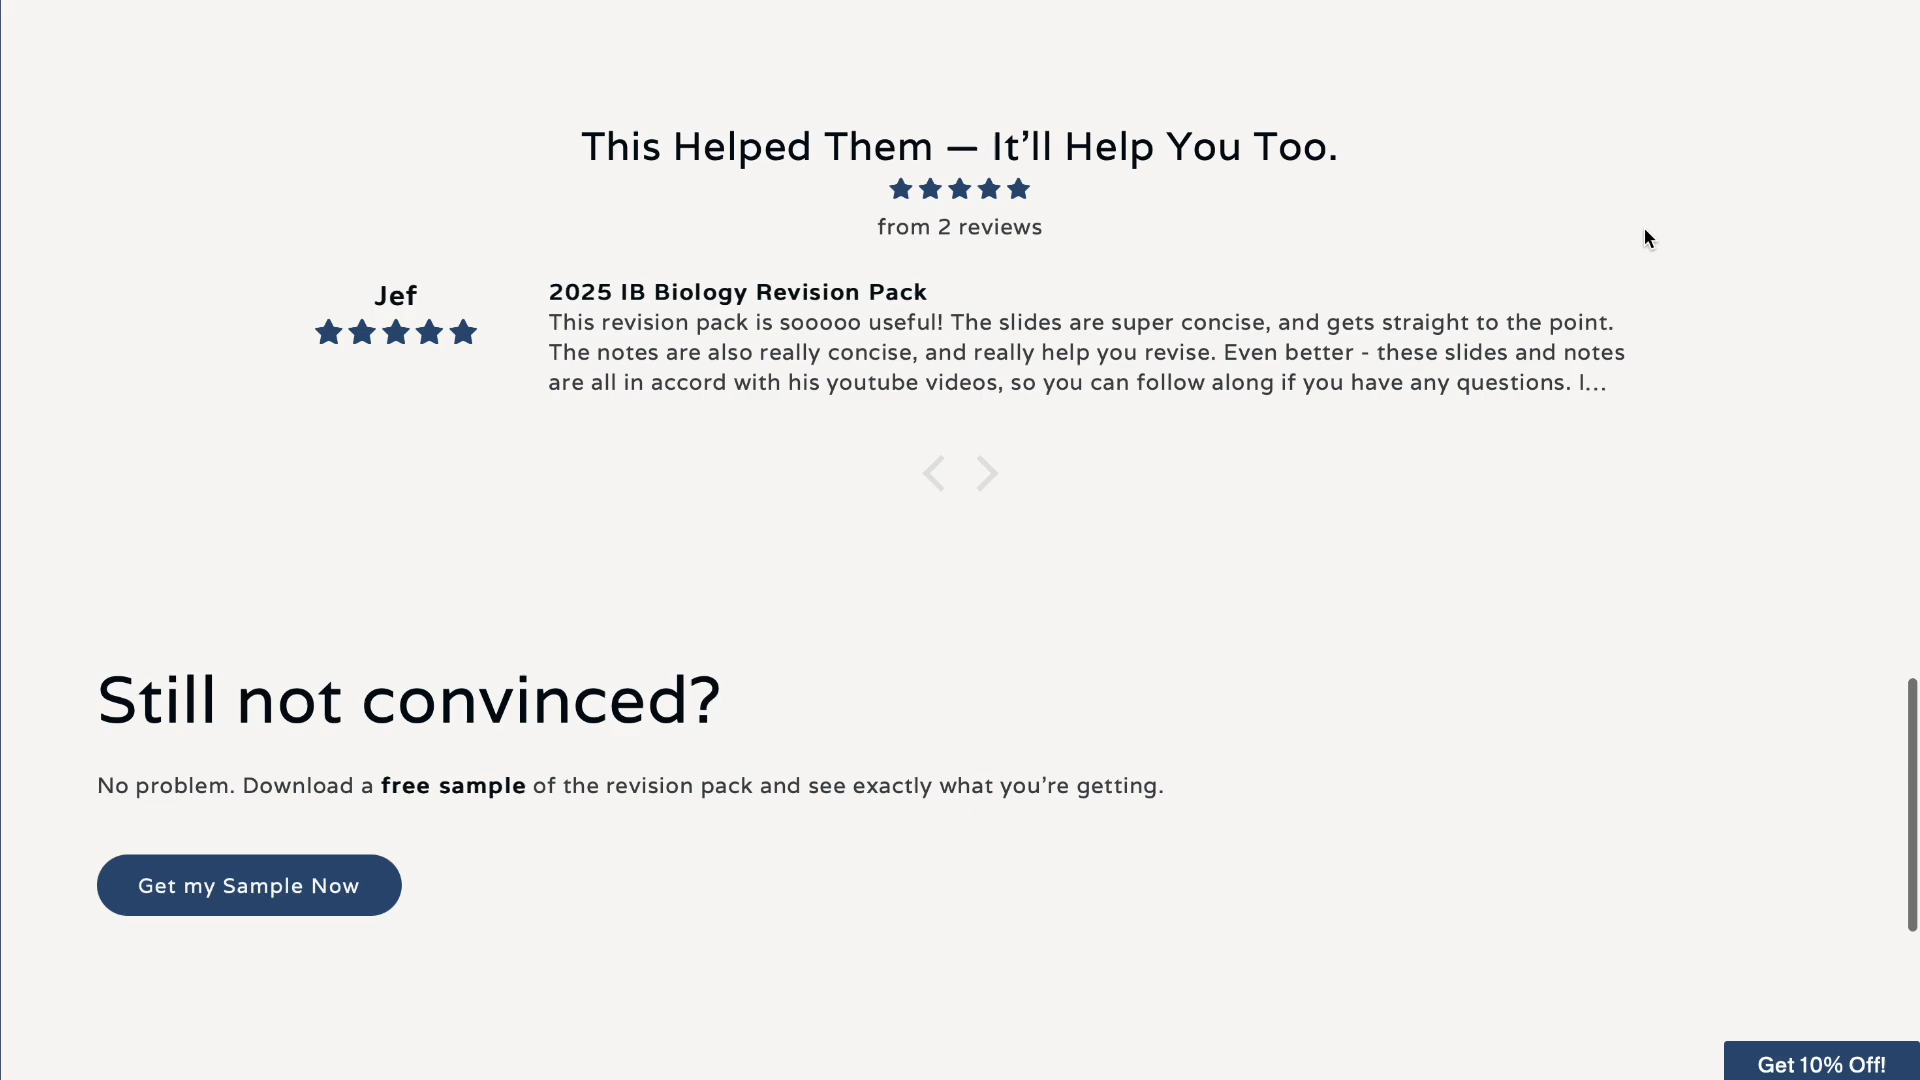 This Helped Them — It’ll Help You Too.
from 2 reviews
Jef
2025 IB Biology Revision Pack
This revision pack is sooooo useful! The slides are super concise, and gets straight to the point.
The notes are also really concise, and really help you revise. Even better - these slides and notes
are all in accord with his youtube videos, so you can follow along if you have any questions. I...
Still not convinced?
No problem. Download a free sample of the revision pack and see exactly what you’re getting.
Get my Sample Now
Get 10% Off!